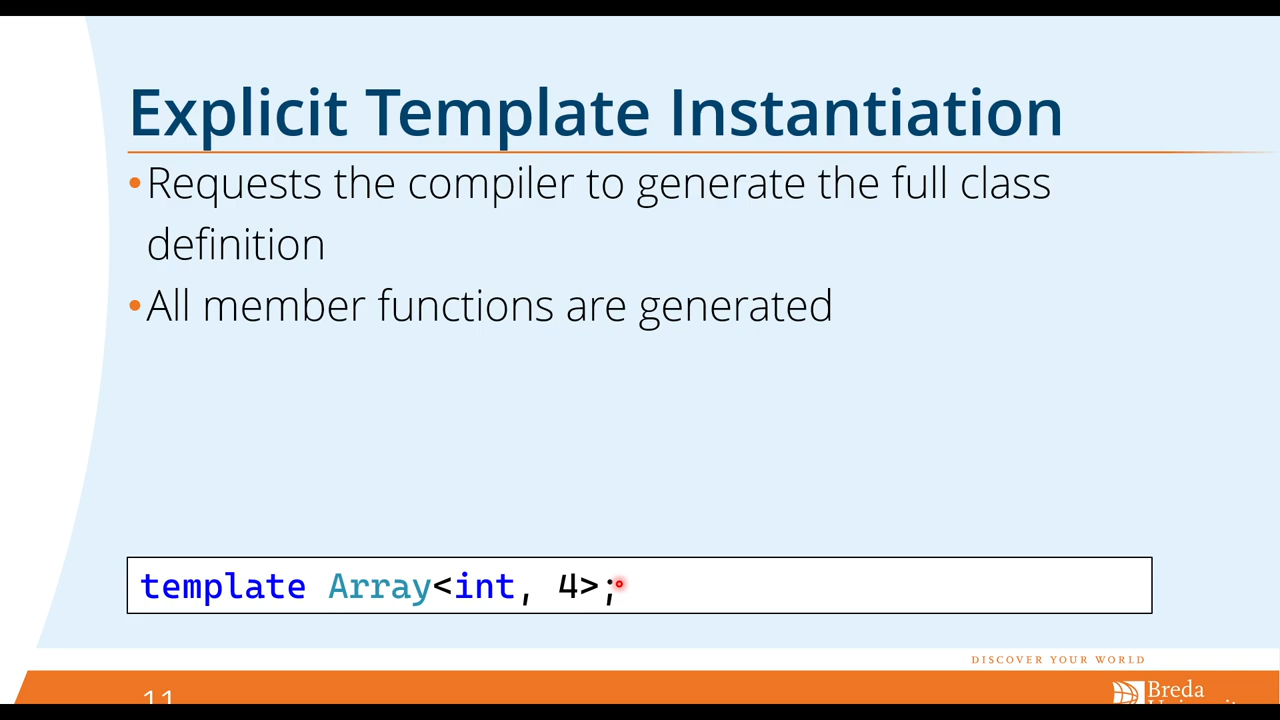 Explicit Template Instantiation
•Requests the compiler to generate the full class
definition
•All member functions are generated
template Array<int, 4>;
DISCOVER YOUR WORLD
11
Breda